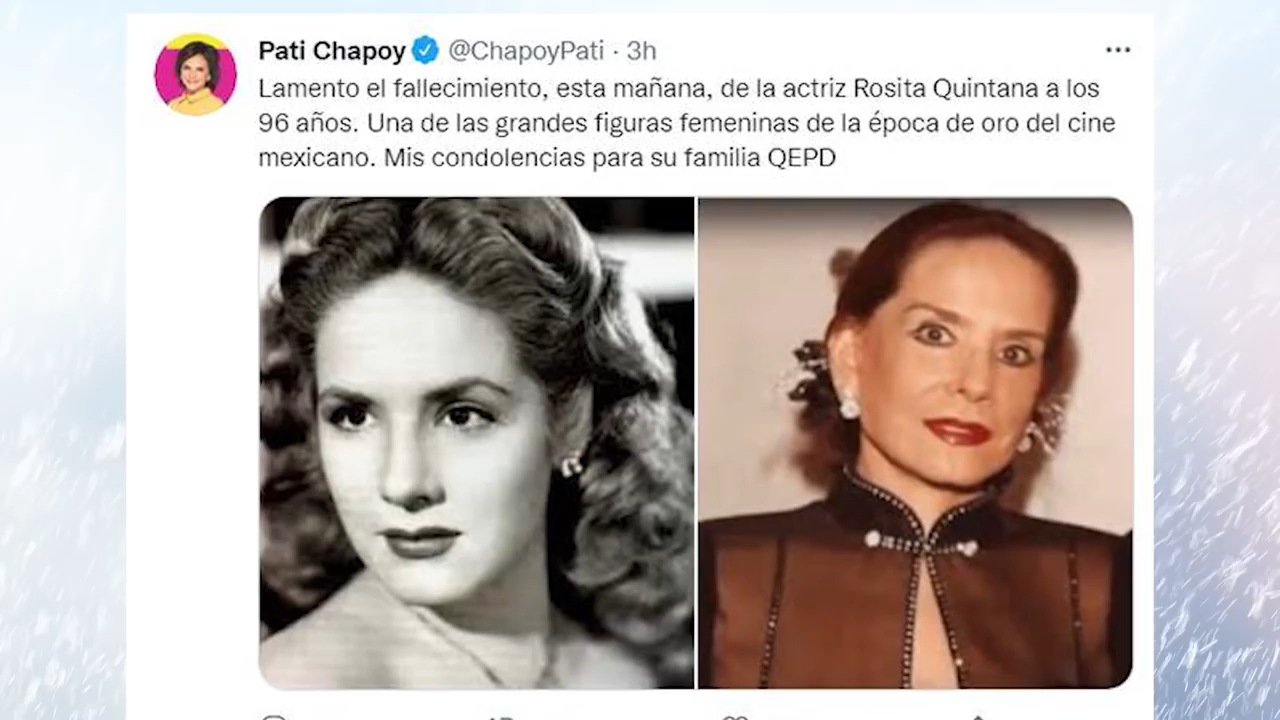 Pati Chapoy @ChapoyPati · 3h
Lamento el fallecimiento, esta mañana, de la actriz Rosita Quintana a los
96 años. Una de las grandes figuras femeninas de la época de oro del cine
mexicano. Mis condolencias para su familia QEPD